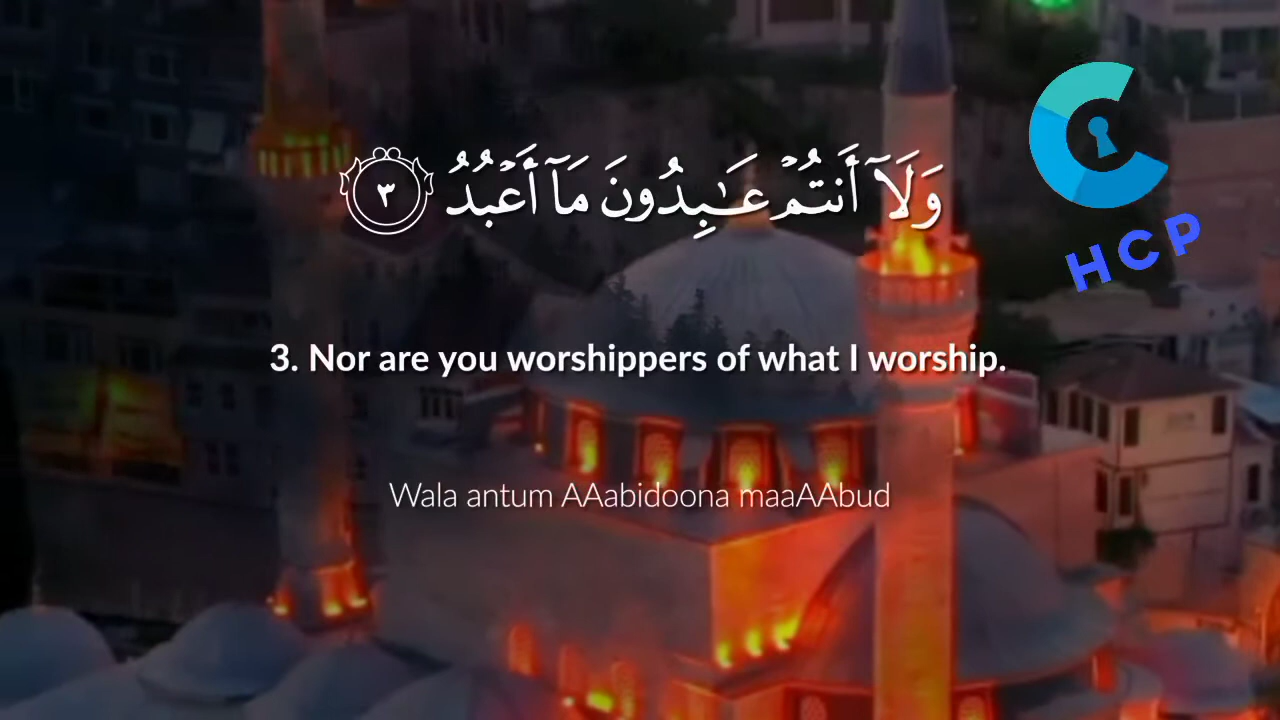 وَلَآ أَنتُمْ عَـٰبِدُونَ مَآ أَعْبُدُ ٣
HCP
3. Nor are you worshippers of what I worship.
Wala antum AAabidoona maaAAbud